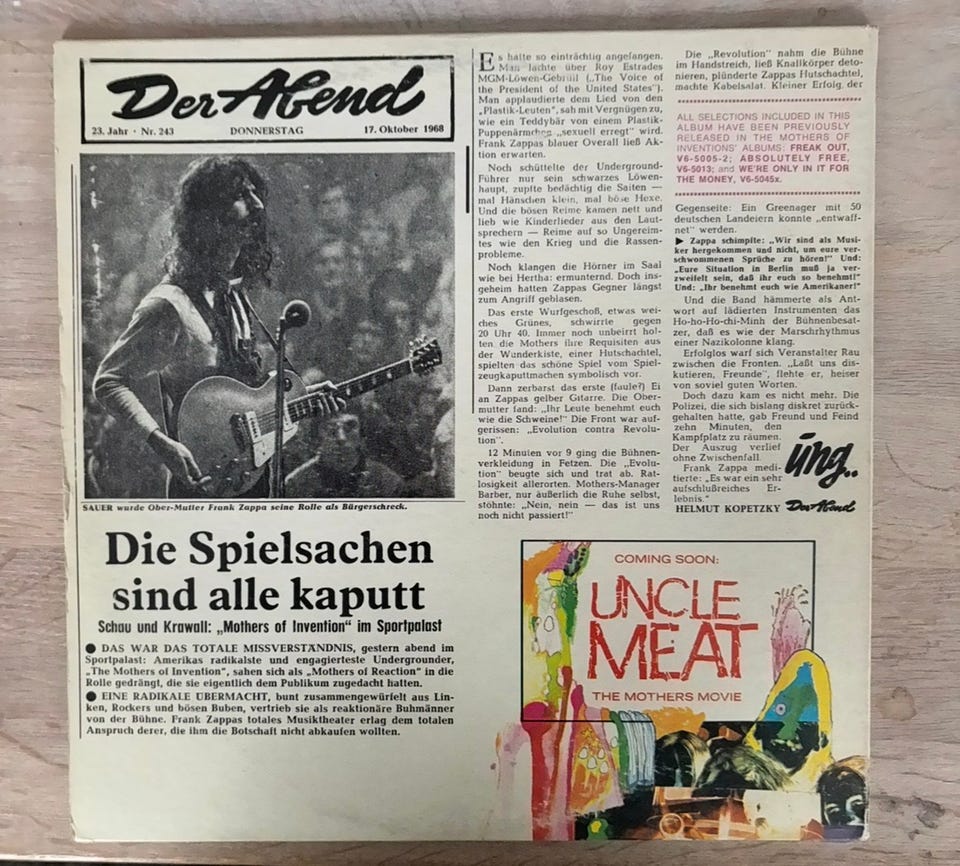 Der Abend
23. Jahr · Nr. 243 DONNERSTAG 17. Oktober 1968
SAUER wurde Ober-Mutter Frank Zappa seine Rolle als Bürgerschreck.
Die Spielsachen
sind alle kaputt
Schau und Krawall: „Mothers of Invention“ im Sportpalast
● DAS WAR DAS TOTALE MISSVERSTÄNDNIS, gestern abend im
Sportpalast: Amerikas radikalste und engagierteste Undergrounder,
„The Mothers of Invention“, sahen sich als „Mothers of Reaction“ in die
Rolle gedrängt, die sie eigentlich dem Publikum zugedacht hatten.
● EINE RADIKALE UBERMACHT, bunt zusammengewürfelt aus Lin-
ken, Rockers und bösen Buben, vertrieb sie als reaktionäre Buhmänner
von der Bühne. Frank Zappas totales Musiktheater erlag dem totalen
Anspruch derer, die ihm die Botschaft nicht abkaufen wollten.
Es hatte so einträchtig angefangen.
Man lachte über Roy Estrades
MGM-Löwen-Gebrüll („The Voice of
the President of the United States“).
Man applaudierte dem Lied von den
„Plastik-Leuten“, sah mit Vergnügen zu,
wie ein Teddybär von einem Plastik-
Puppenärmchen „sexuell erregt“ wird.
Frank Zappas blauer Overall ließ Ak-
tion erwarten.
Noch schüttelte der Underground-
Führer nur sein schwarzes Löwen-
haupt, zupfte bedächtig die Saiten —
mal Hänschen klein, mal böse Hexe.
Und die bösen Reime kamen nett und
lieb wie Kinderlieder aus den Laut-
sprechern — Reime auf so Ungereim-
tes wie den Krieg und die Rassen-
probleme.
Noch klangen die Hörner im Saal
wie bei Hertha: ermunternd. Doch ins-
geheim hatten Zappas Gegner längst
zum Angriff geblasen.
Das erste Wurfgeschoß, etwas wei-
ches Grünes, schwirrte gegen
20 Uhr 40. Immer noch unbeirrt hol-
ten die Mothers ihre Requisiten aus
der Wunderkiste, einer Hutschachtel,
spielten das schöne Spiel vom Spiel-
zeugkaputtmachen symbolisch vor.
Dann zerbarst das erste (faule?) Ei
an Zappas gelber Gitarre. Die Ober-
mutter fand: „Ihr Leute benehmt euch
wie die Schweine!“ Die Front war auf-
gerissen: „Evolution contra Revolu-
tion“.
12 Minuten vor 9 ging die Bühnen-
verkleidung in Fetzen. Die „Evolu-
tion“ beugte sich und trat ab. Rat-
losigkeit allerorten. Mothers-Manager
Barber, nur äußerlich die Ruhe selbst,
stöhnte: „Nein, nein — das ist uns
noch nicht passiert!“
Die „Revolution“ nahm die Bühne
im Handstreich, ließ Knallkörper deto-
nieren, plünderte Zappas Hutschachtel,
machte Kabelsalat. Kleiner Erfolg, der
ALL SELECTIONS INCLUDED IN THIS
ALBUM HAVE BEEN PREVIOUSLY
RELEASED IN THE MOTHERS OF
INVENTIONS' ALBUMS: FREAK OUT,
V6-5005-2; ABSOLUTELY FREE,
V6-5013; and WE'RE ONLY IN IT FOR
THE MONEY, V6-5045x.
Gegenseite: Ein Greenager mit 50
deutschen Landeiern konnte „entwaff-
net“ werden.
▶ Zappa schimpfte: „Wir sind als Musi-
ker hergekommen und nicht, um eure ver-
schwommenen Sprüche zu hören!“ Und:
„Eure Situation in Berlin muß ja ver-
zweifelt sein, daß ihr euch so benehmt!“
Und: „Ihr benehmt euch wie Amerikaner!“
Und die Band hämmerte als Ant-
wort auf lädierten Instrumenten das
Ho-ho-Ho-chi-Minh der Bühnenbesat-
zer, daß es wie der Marschrhythmus
einer Nazikolonne klang.
Erfolglos warf sich Veranstalter Rau
zwischen die Fronten. „Laßt uns dis-
kutieren, Freunde“, flehte er, heiser
von soviel guten Worten.
Doch dazu kam es nicht mehr. Die
Polizei, die sich bislang diskret zurück-
gehalten hatte, gab Freund und Feind
zehn Minuten, den
Kampfplatz zu räumen.
Der Auszug verlief
ohne Zwischenfall.
Frank Zappa medi-
tierte: „Es war ein sehr
aufschlußreiches Er-
lebnis.“
HELMUT KOPETZKY
üng..
Der Abend
COMING SOON:
UNCLE
MEAT
THE MOTHERS MOVIE